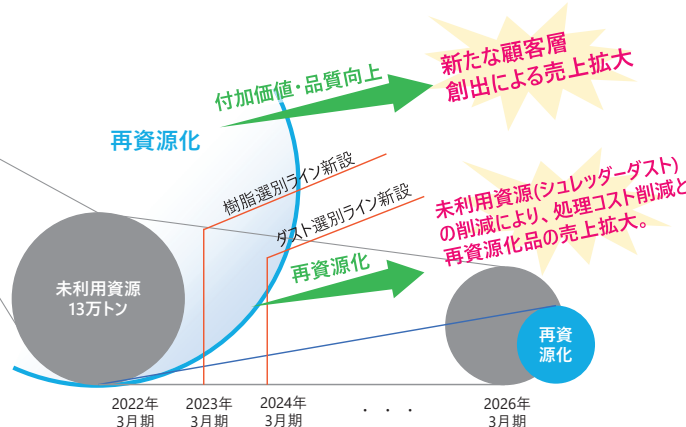 新たな顧客層
創出による売上拡大
付加価値・品質向上
再資源化
樹脂選別ライン新設
ダスト選別ライン新設
未利用資源(シュレッダーダスト)
の削減により、処理コスト削減と
再資源化品の売上拡大。
再資源化
未利用資源
13万トン
再資
源化
2022年
3月期
2023年
3月期
2024年
3月期
・・・
2026年
3月期